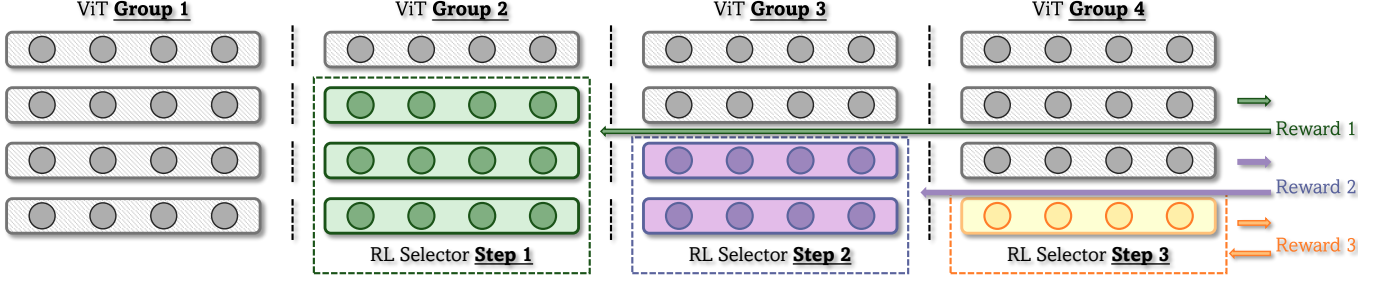 ViT Group 1
ViT Group 2
ViT Group 3
ViT Group 4
Reward 1
Reward 2
Reward 3
RL Selector Step 1
RL Selector Step 2
RL Selector Step 3